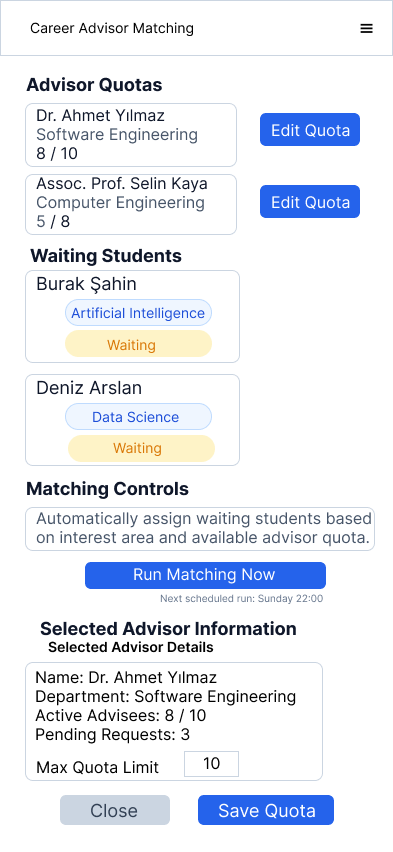 Career Advisor Matching
Advisor Quotas
Dr. Ahmet Yılmaz
Software Engineering
8 / 10
Edit Quota
Assoc. Prof. Selin Kaya
Computer Engineering
5 / 8
Edit Quota
Waiting Students
Burak Şahin
Artificial Intelligence
Waiting
Deniz Arslan
Data Science
Waiting
Matching Controls
Automatically assign waiting students based
on interest area and available advisor quota.
Run Matching Now
Next scheduled run: Sunday 22:00
Selected Advisor Information
Selected Advisor Details
Name: Dr. Ahmet Yılmaz
Department: Software Engineering
Active Advisees: 8 / 10
Pending Requests: 3
Max Quota Limit 10
Close Save Quota